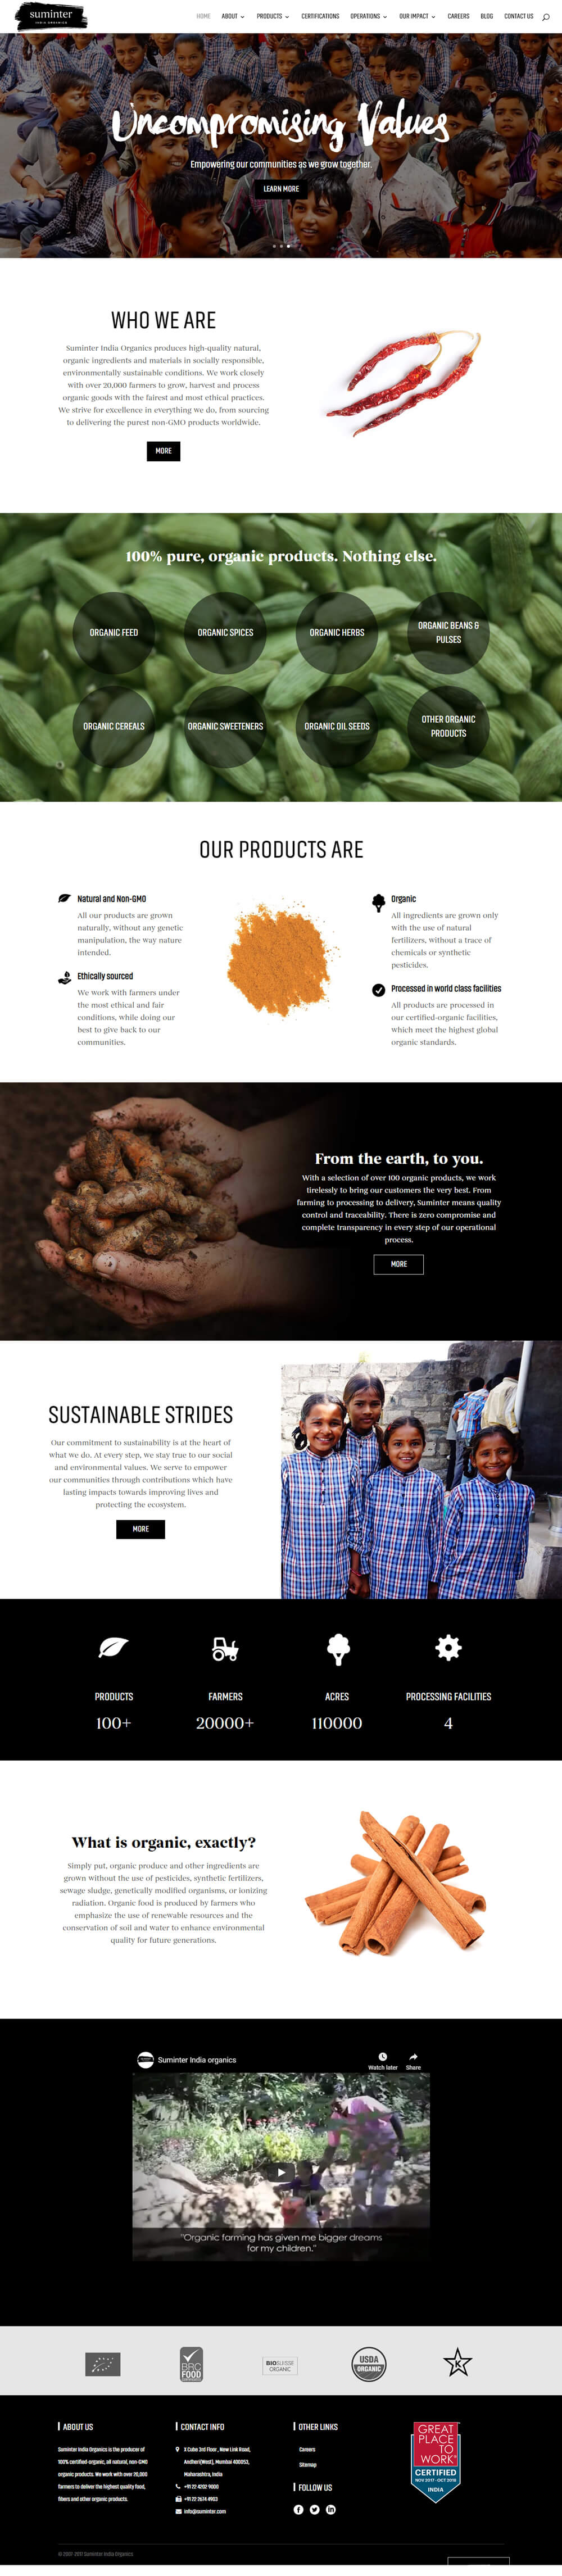 suminter
INDIA ORGANICS
HOME ABOUT PRODUCTS CERTIFICATIONS OPERATIONS OUR IMPACT CAREERS BLOG CONTACT US
Uncompromising Values
Empowering our communities as we grow together.
LEARN MORE
WHO WE ARE
Suminter India Organics produces high-quality natural,
organic ingredients and materials in socially responsible,
environmentally sustainable conditions. We work closely
with over 20,000 farmers to grow, harvest and process
organic goods with the fairest and most ethical practices.
We strive for excellence in everything we do, from sourcing
to delivering the purest non-GMO products worldwide.
MORE
100% pure, organic products. Nothing else.
ORGANIC FEED
ORGANIC SPICES
ORGANIC HERBS
ORGANIC BEANS &
PULSES
ORGANIC CEREALS
ORGANIC SWEETENERS
ORGANIC OIL SEEDS
OTHER ORGANIC
PRODUCTS
OUR PRODUCTS ARE
Natural and Non-GMO
All our products are grown
naturally, without any genetic
manipulation, the way nature
intended.
Ethically sourced
We work with farmers under
the most ethical and fair
conditions, while doing our
best to give back to our
communities.
Organic
All ingredients are grown only
with the use of natural
fertilizers, without a trace of
chemicals or synthetic
pesticides.
Processed in world class facilities
All products are processed in
our certified-organic facilities,
which meet the highest global
organic standards.
From the earth, to you.
With a selection of over 100 organic products, we work
tirelessly to bring our customers the very best. From
farming to processing to delivery, Suminter means quality
control and traceability. There is zero compromise and
complete transparency in every step of our operational
process.
MORE
SUSTAINABLE STRIDES
Our commitment to sustainability is at the heart of
what we do. At every step, we stay true to our social
and environmental values. We serve to empower
our communities through contributions which have
lasting impacts towards improving lives and
protecting the ecosystem.
MORE
PRODUCTS
100+
FARMERS
20000+
ACRES
110000
PROCESSING FACILITIES
4
What is organic, exactly?
Simply put, organic produce and other ingredients are
grown without the use of pesticides, synthetic fertilizers,
sewage sludge, genetically modified organisms, or ionizing
radiation. Organic food is produced by farmers who
emphasize the use of renewable resources and the
conservation of soil and water to enhance environmental
quality for future generations.
Suminter India organics
Watch later Share
"Organic farming has given me bigger dreams
for my children."
BRC
FOOD
BIOSUISSE
ORGANIC
USDA
ORGANIC
K
ABOUT US
Suminter India Organics is the producer of
100% certified-organic, all natural, non-GMO
organic products. We work with over 20,000
farmers to deliver the highest quality food,
fibers and other organic products.
CONTACT INFO
X Cube 3rd Floor, New Link Road,
Andheri(West), Mumbai 400053,
Maharashtra, India
+91 22 4202 9000
+91 22 2674 4903
info@suminter.com
OTHER LINKS
Careers
Sitemap
FOLLOW US
GREAT
PLACE
TO
WORK®
CERTIFIED
NOV 2017 - OCT 2018
INDIA
© 2007-2017 Suminter India Organics